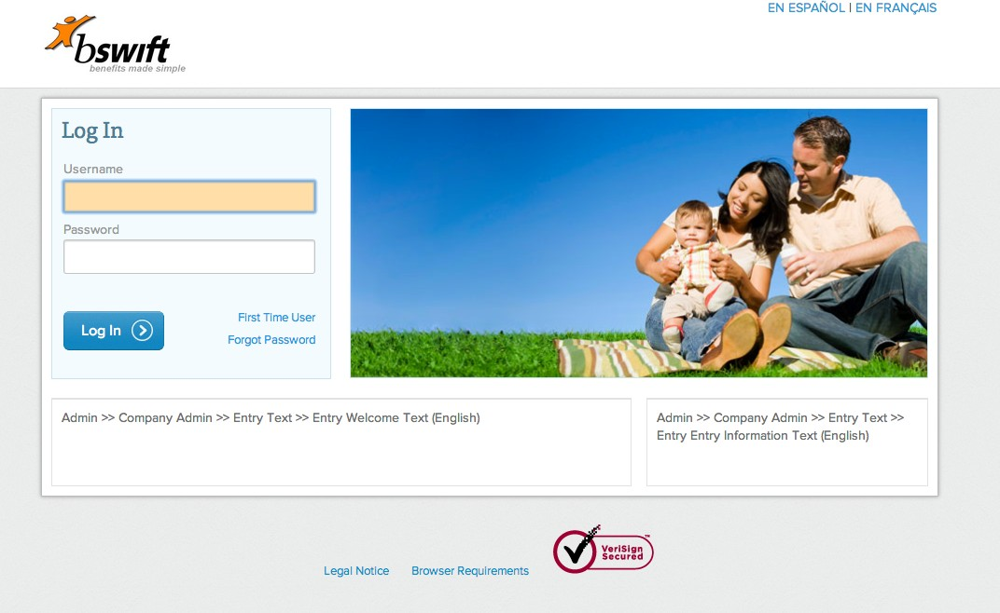 EN ESPAÑOL | EN FRANÇAIS
bswift
benefits made simple
Log In
Username
Password
Log In
First Time User
Forgot Password
Admin >> Company Admin >> Entry Text >> Entry Welcome Text (English)
Admin >> Company Admin >> Entry Text >>
Entry Entry Information Text (English)
VeriSign™
Secured
Legal Notice
Browser Requirements